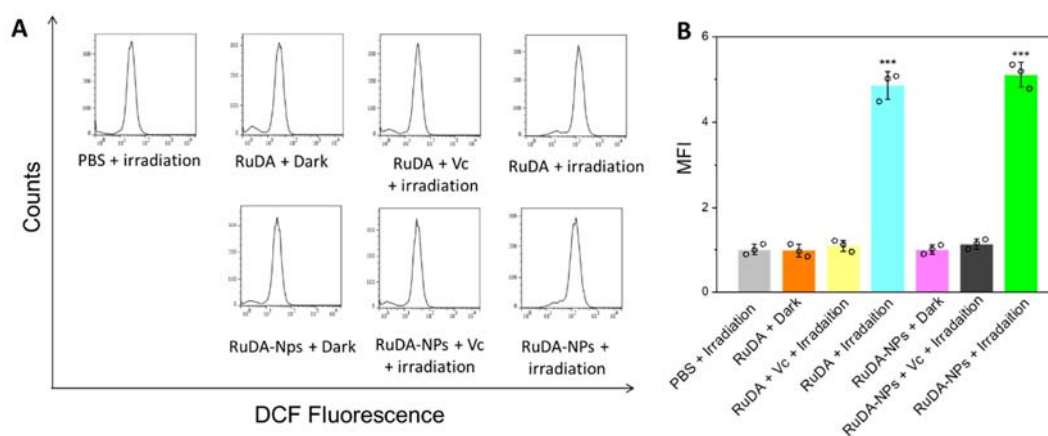 A
Counts
PBS + irradiation
RuDA + Dark
RuDA + Vc
+ irradiation
RuDA + irradiation
RuDA-Nps + Dark
RuDA-NPs + Vc
+ irradiation
RuDA-NPs +
irradiation
DCF Fluorescence
B
MFI
6
4
2
0
***
***
PBS + Irradiation
RuDA + Dark
RuDA + Vc + Irradaition
RuDA + Irradaition
RuDA-NPs + Dark
RuDA-NPs + Vc + Irradaition
RuDA-NPs + Irradaition